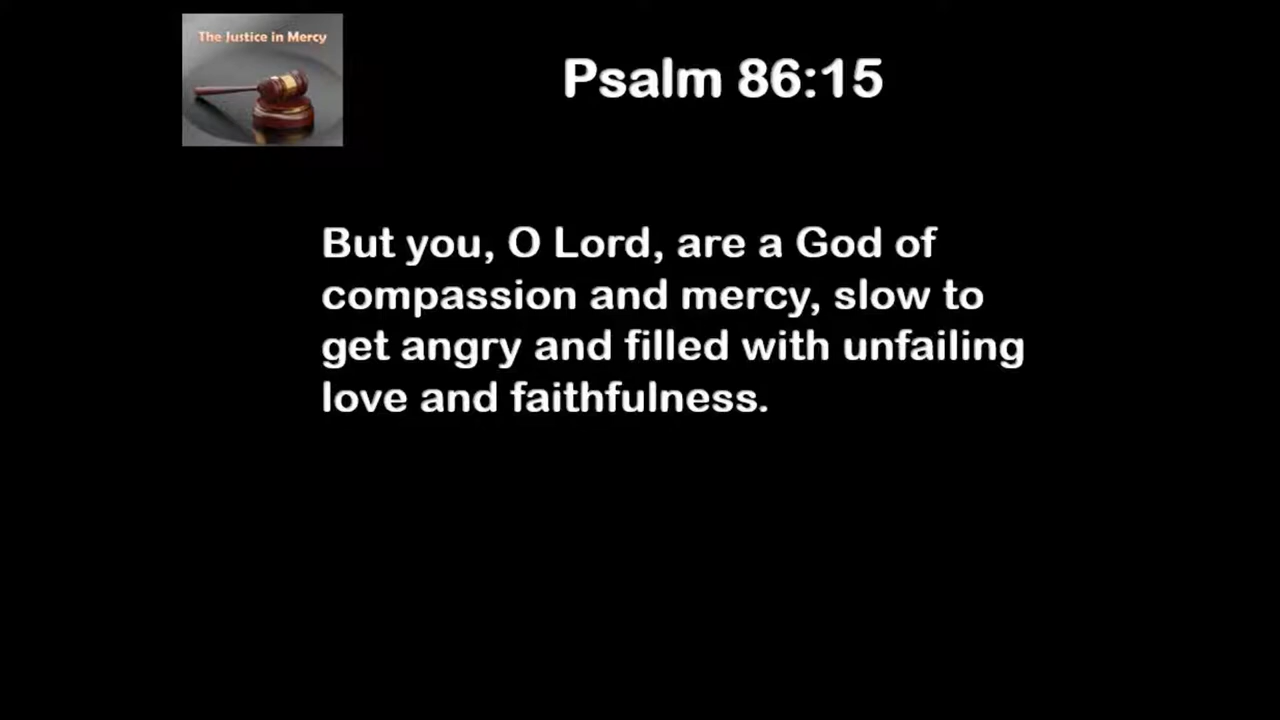 The Justice in Mercy
Psalm 86:15
But you, O Lord, are a God of
compassion and mercy, slow to
get angry and filled with unfailing
love and faithfulness.